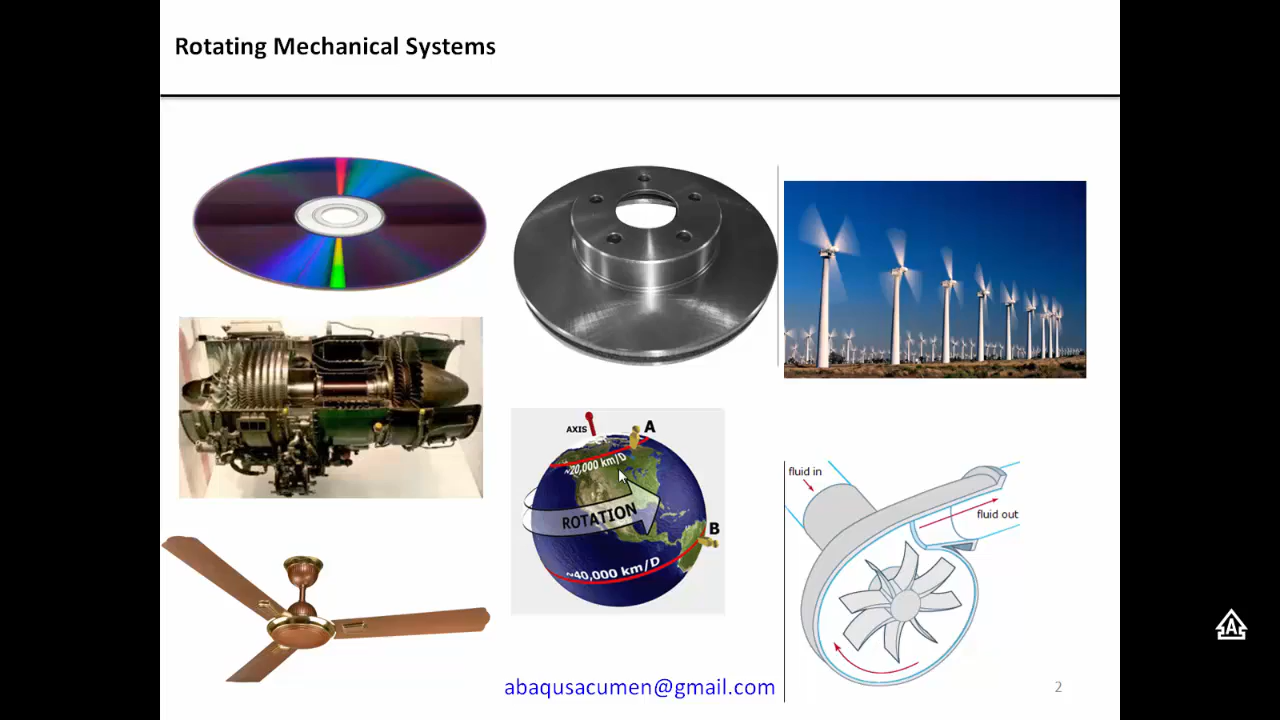 Rotating Mechanical Systems
AXIS
A
~20,000 km/D
ROTATION
B
~40,000 km/D
fluid in
fluid out
abaqusacumen@gmail.com
2
A